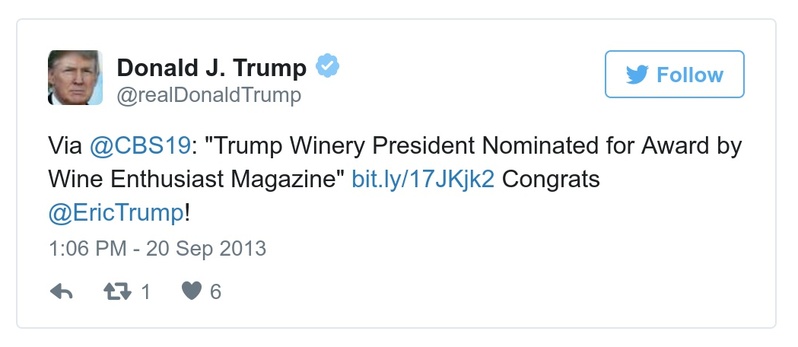 Donald J. Trump
@realDonaldTrump
Follow
Via @CBS19: "Trump Winery President Nominated for Award by
Wine Enthusiast Magazine" bit.ly/17JKjk2 Congrats
@EricTrump!
1:06 PM - 20 Sep 2013
1 6